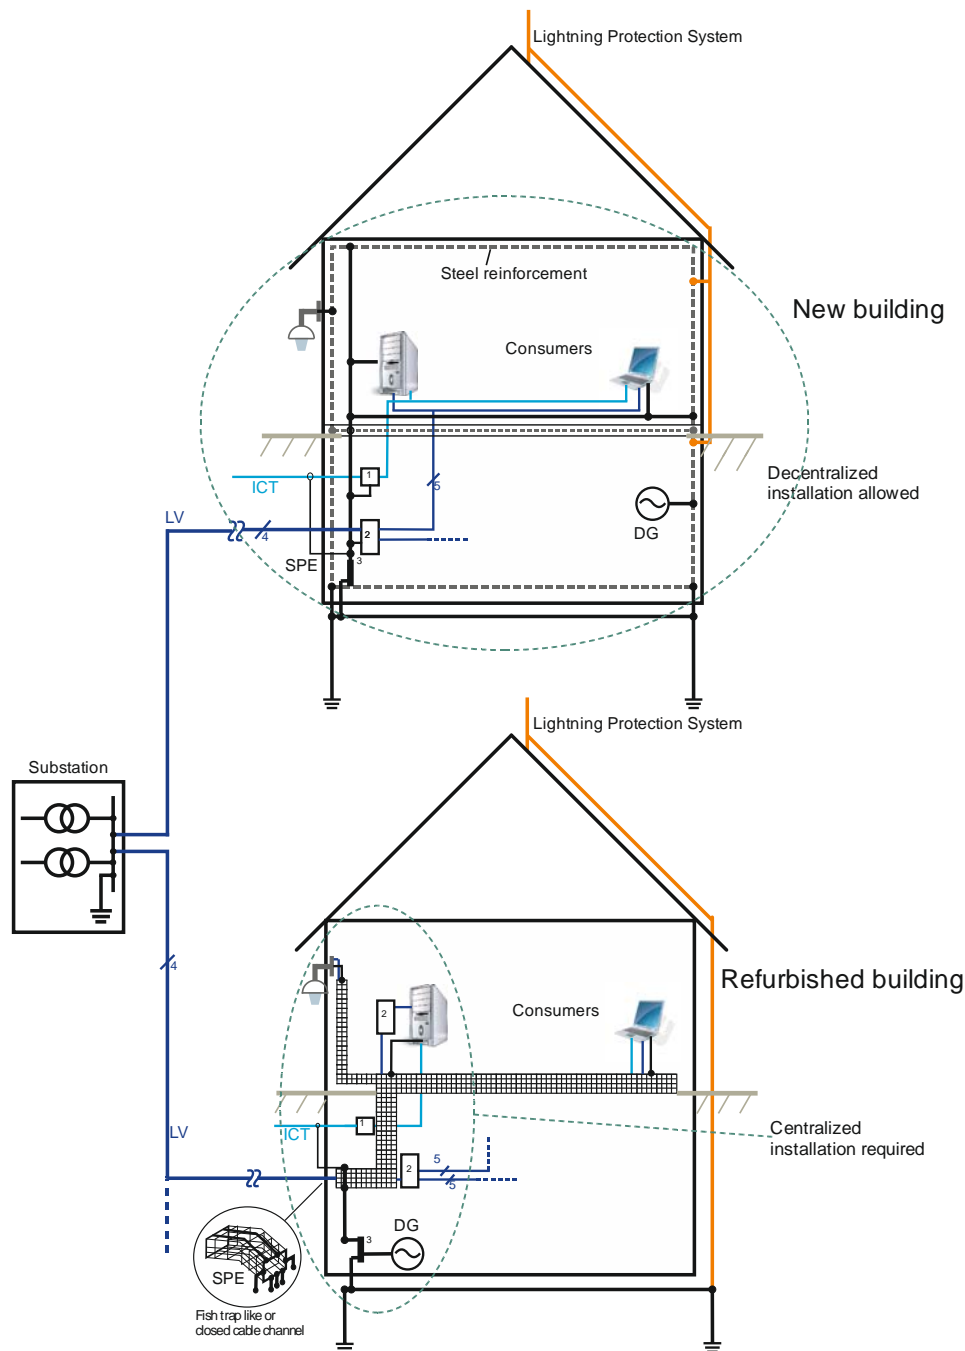 Lightning Protection System
Steel reinforcement
New building
Consumers
1
ICT
5
Decentralized
installation allowed
LV
4
2
DG
SPE
3
Lightning Protection System
Substation
4
Refurbished building
2
Consumers
1
ICT
LV
Centralized
installation required
5
2
5
DG
3
SPE
Fish trap like or
closed cable channel